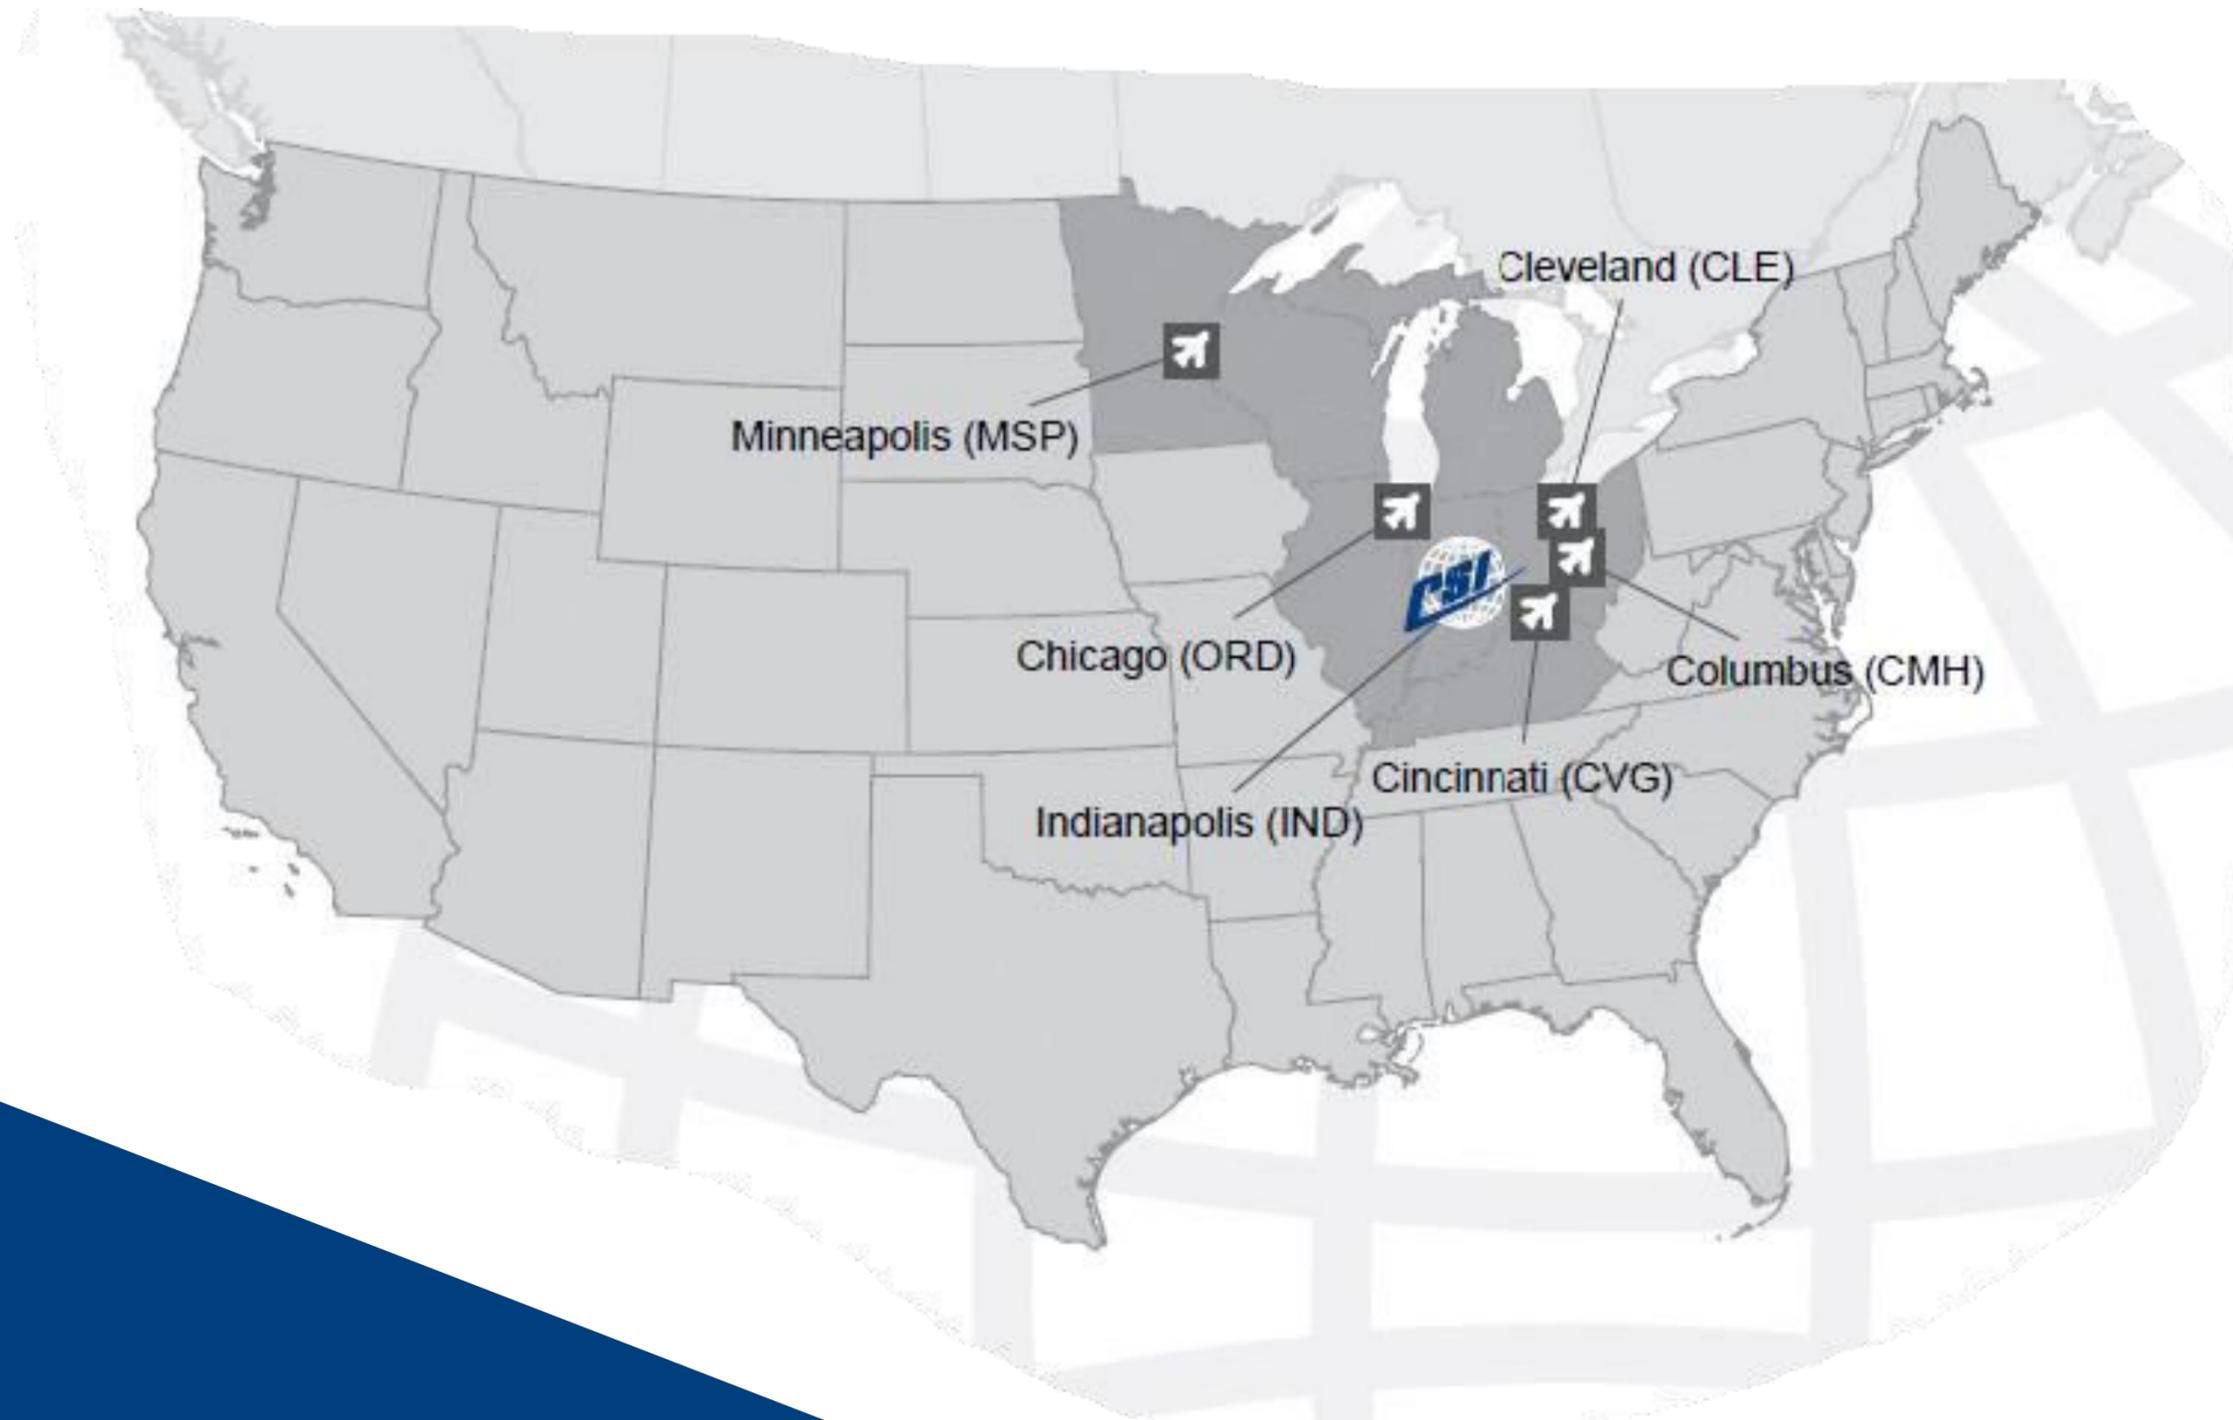 Cleveland (CLE)
Minneapolis (MSP)
CSI
Chicago (ORD)
Columbus (CMH)
Cincinnati (CVG)
Indianapolis (IND)